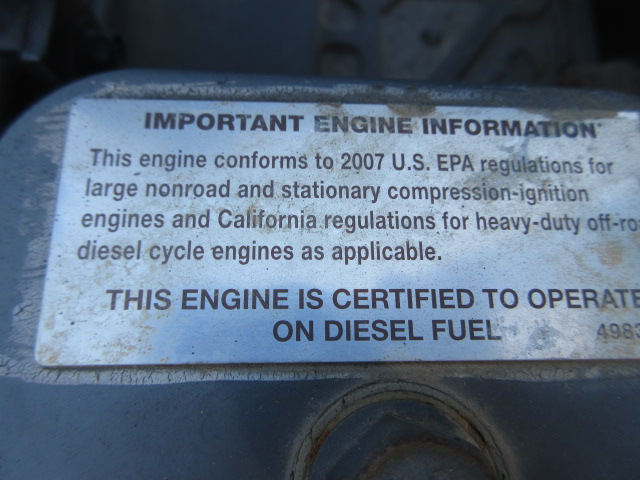 IMPORTANT ENGINE INFORMATION
This engine conforms to 2007 U.S. EPA regulations for
large nonroad and stationary compression-ignition
engines and California regulations for heavy-duty off-ro
diesel cycle engines as applicable.
THIS ENGINE IS CERTIFIED TO OPERATE
ON DIESEL FUEL 4983